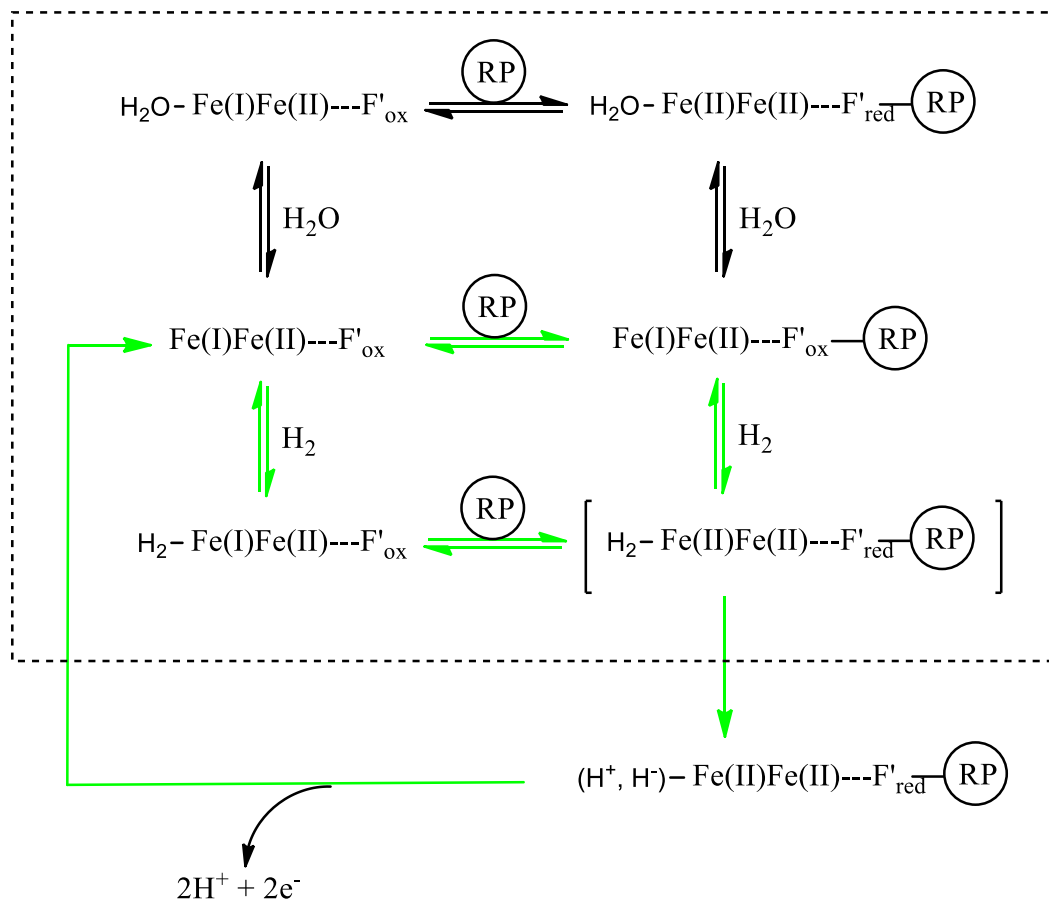 RP
H₂O– Fe(I)Fe(II)---F'ox H₂O– Fe(II)Fe(II)---F'red RP
H₂O H₂O
RP
Fe(I)Fe(II)---F'ox Fe(I)Fe(II)---F'ox RP
H₂ H₂
RP
H₂– Fe(I)Fe(II)---F'ox [ H₂– Fe(II)Fe(II)---F'red RP ]
(H⁺, H⁻)– Fe(II)Fe(II)---F'red RP
2H⁺ + 2e⁻